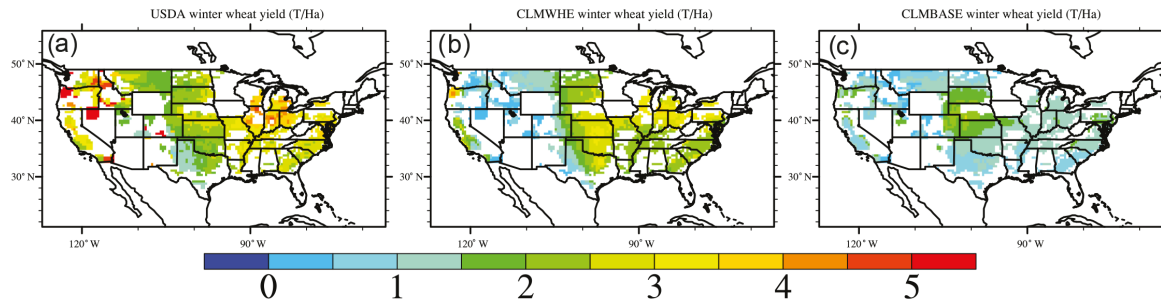 USDA winter wheat yield (T/Ha)
CLMWHE winter wheat yield (T/Ha)
CLMBASE winter wheat yield (T/Ha)
(a)
(b)
(c)
50° N
50° N
50° N
40° N
40° N
40° N
30° N
30° N
30° N
120° W 90° W
120° W 90° W
120° W 90° W
0 1 2 3 4 5